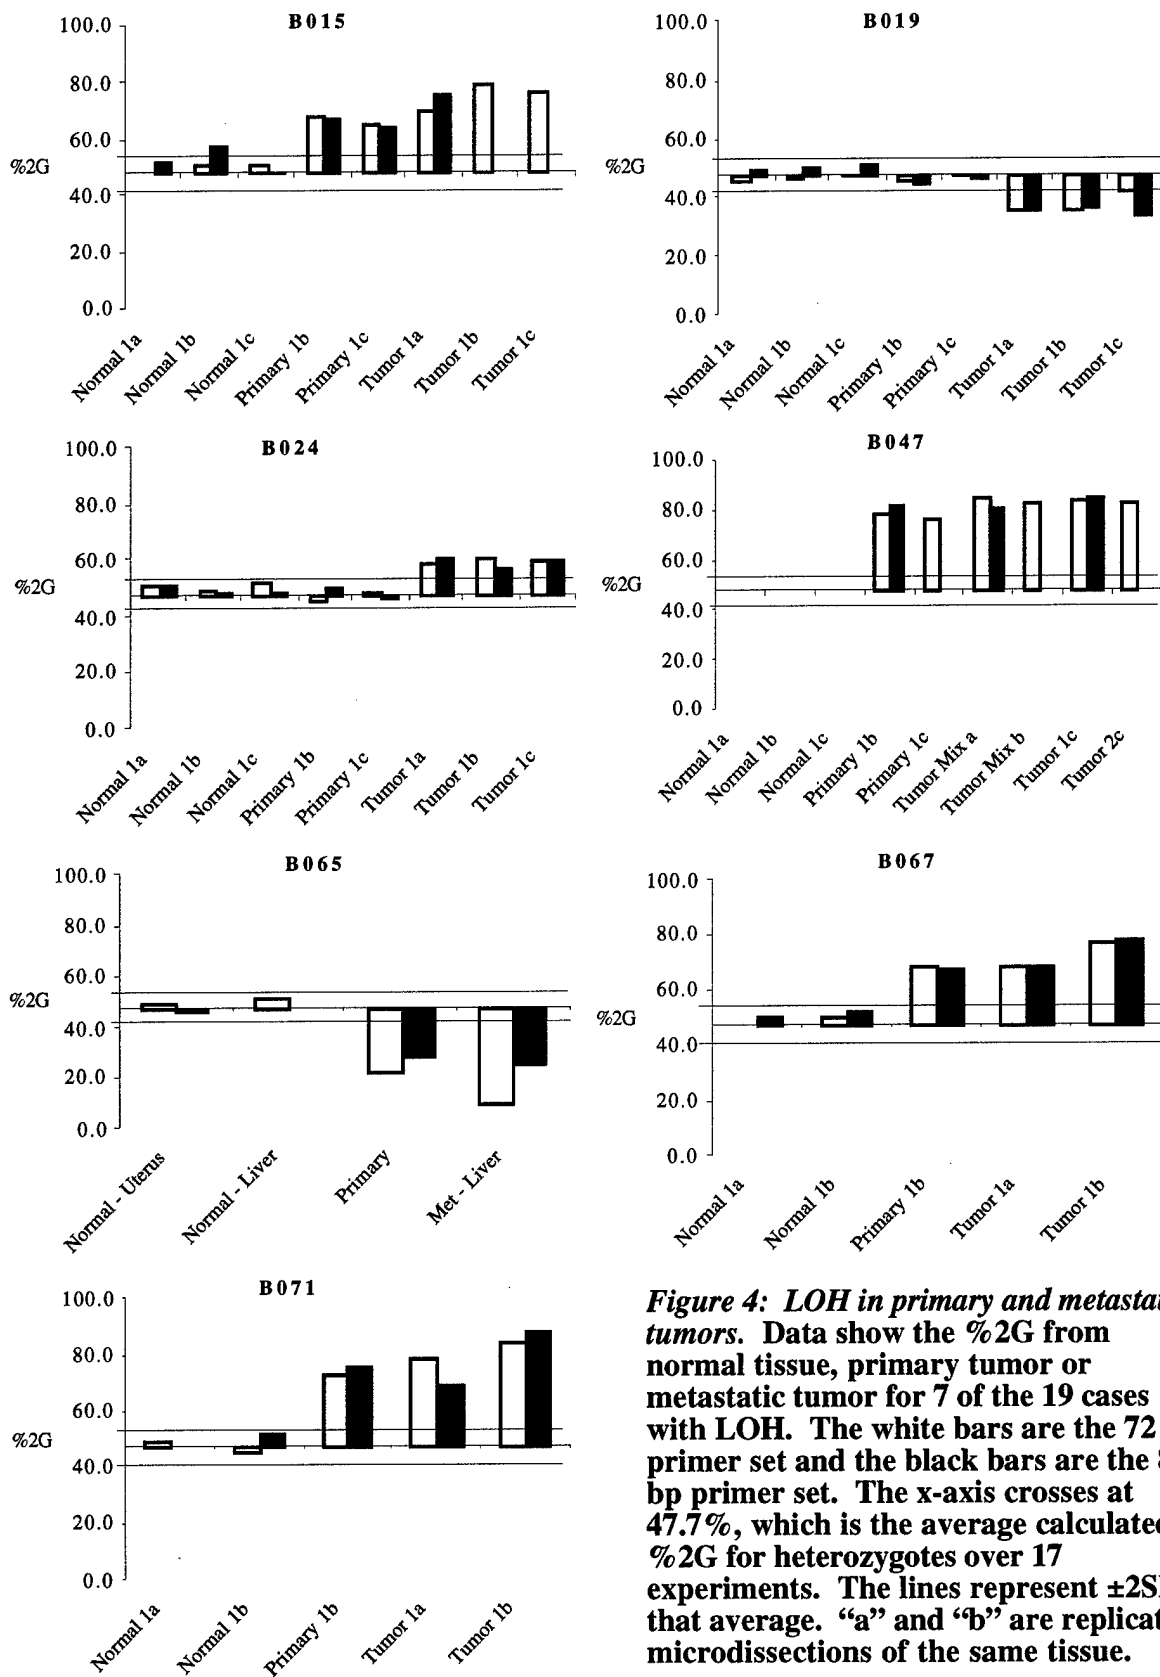 B015
100.0
80.0
60.0
%2G
40.0
20.0
0.0
Normal 1a
Normal 1b
Normal 1c
Primary 1b
Primary 1c
Tumor 1a
Tumor 1b
Tumor 1c
B019
100.0
80.0
60.0
%2G
40.0
20.0
0.0
Normal 1a
Normal 1b
Normal 1c
Primary 1b
Primary 1c
Tumor 1a
Tumor 1b
Tumor 1c
B024
100.0
80.0
60.0
%2G
40.0
20.0
0.0
Normal 1a
Normal 1b
Normal 1c
Primary 1b
Primary 1c
Tumor 1a
Tumor 1b
Tumor 1c
B047
100.0
80.0
60.0
%2G
40.0
20.0
0.0
Normal 1a
Normal 1b
Normal 1c
Primary 1b
Primary 1c
Tumor Mix a
Tumor Mix b
Tumor 1c
Tumor 2c
B065
100.0
80.0
60.0
%2G
40.0
20.0
0.0
Normal - Uterus
Normal - Liver
Primary
Met - Liver
B067
100.0
80.0
60.0
%2G
40.0
20.0
0.0
Normal 1a
Normal 1b
Primary 1b
Tumor 1a
Tumor 1b
B071
100.0
80.0
60.0
%2G
40.0
20.0
0.0
Normal 1a
Normal 1b
Primary 1b
Tumor 1a
Tumor 1b
Figure 4: LOH in primary and
tumors. Data show the %2G from
normal tissue, primary tumor or
metastatic tumor for 7 of the 19 cases
with LOH. The white bars are the 72
primer set and the black bars are the
bp primer set. The x-axis crosses at
47.7%, which is the average
%2G for heterozygotes over 17
experiments. The lines represent
that average. “a” and “b” are
microdissections of the same tissue.